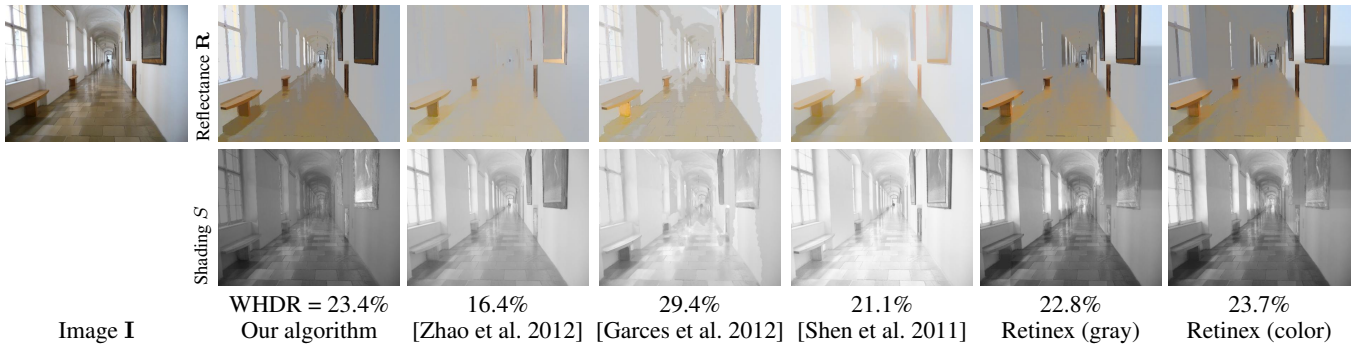 Reflectance R
Shading S
WHDR = 23.4% 16.4% 29.4% 21.1% 22.8% 23.7%
Image I Our algorithm [Zhao et al. 2012] [Garces et al. 2012] [Shen et al. 2011] Retinex (gray) Retinex (color)